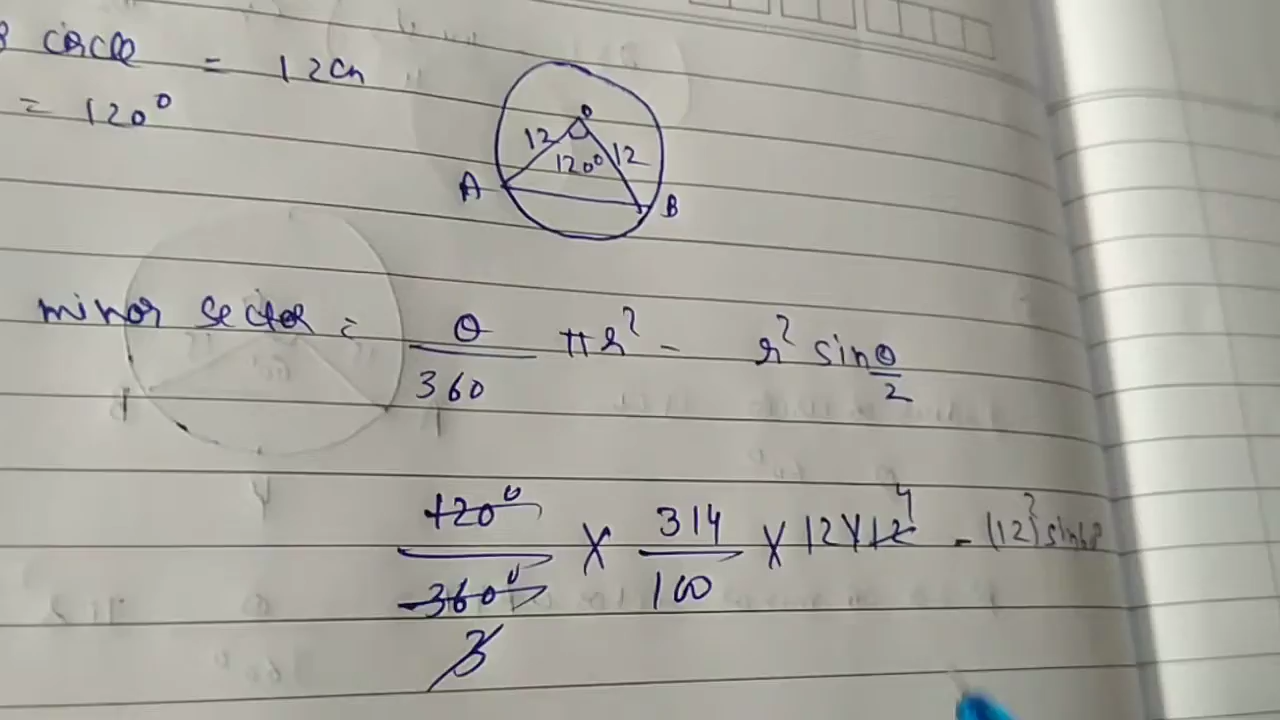 circle = 12cm
= 120°
O
12 12
120°
A B
minor sector = θ/360 πr² - r² sin θ/2
120°/360° × 314/100 × 12 × 12 4 - (12)² sin
3